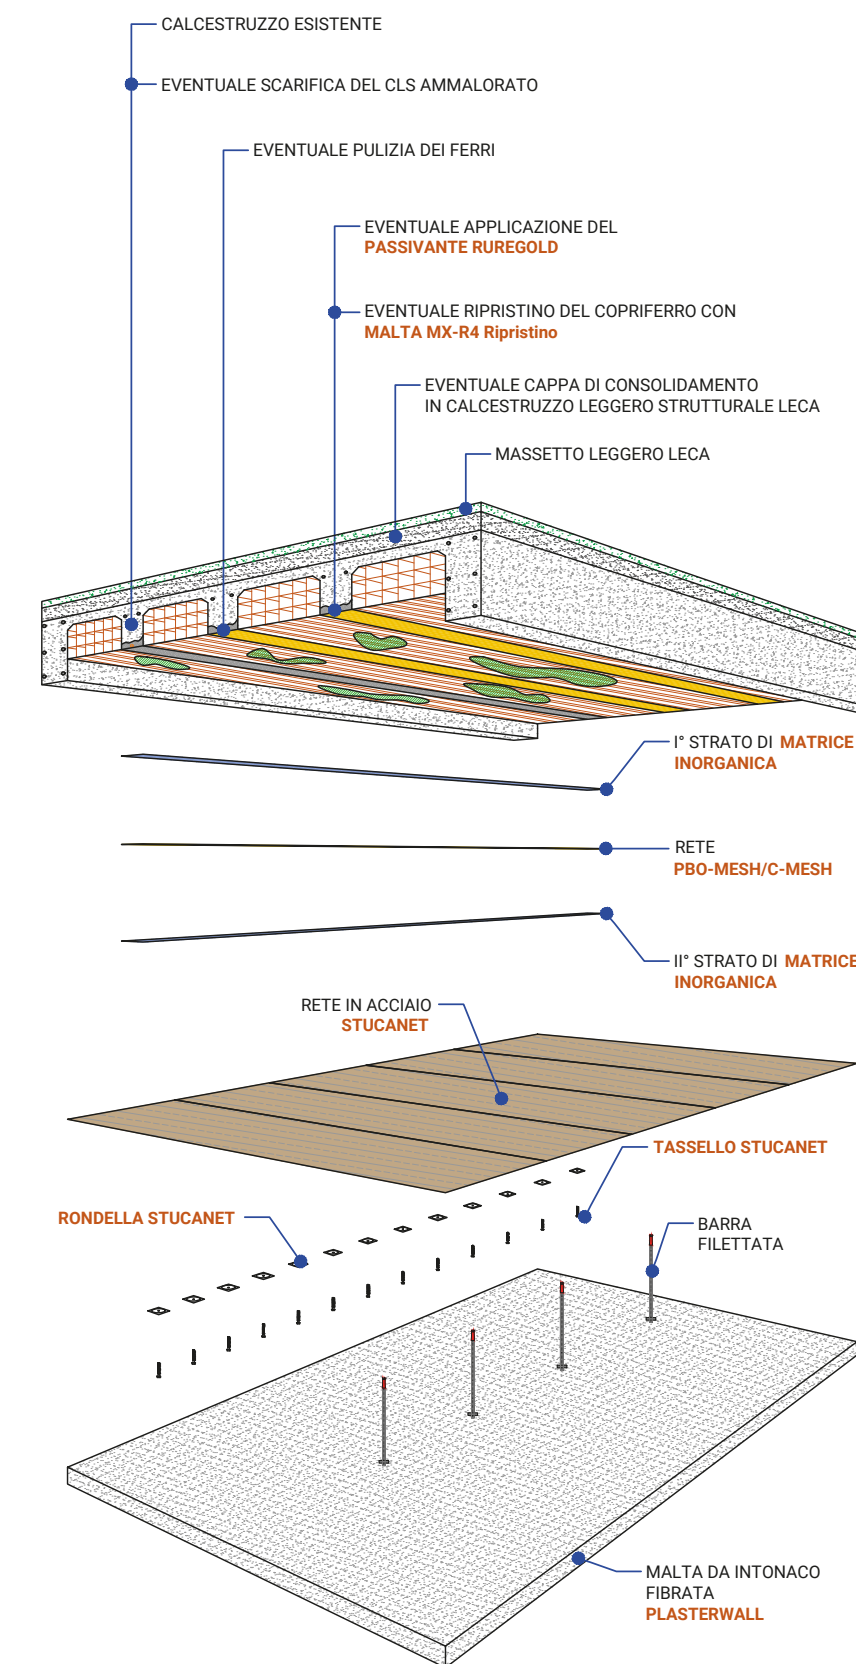 CALCESTRUZZO ESISTENTE
EVENTUALE SCARIFICA DEL CLS AMMALORATO
EVENTUALE PULIZIA DEI FERRI
EVENTUALE APPLICAZIONE DEL
PASSIVANTE RUREGOLD
EVENTUALE RIPRISTINO DEL COPRIFERRO CON
MALTA MX-R4 Ripristino
EVENTUALE CAPPA DI CONSOLIDAMENTO
IN CALCESTRUZZO LEGGERO STRUTTURALE LECA
MASSETTO LEGGERO LECA
I° STRATO DI MATRICE
INORGANICA
RETE
PBO-MESH/C-MESH
II° STRATO DI MATRICE
INORGANICA
RETE IN ACCIAIO
STUCANET
TASSELLO STUCANET
RONDELLA STUCANET
BARRA
FILETTATA
MALTA DA INTONACO
FIBRATA
PLASTERWALL